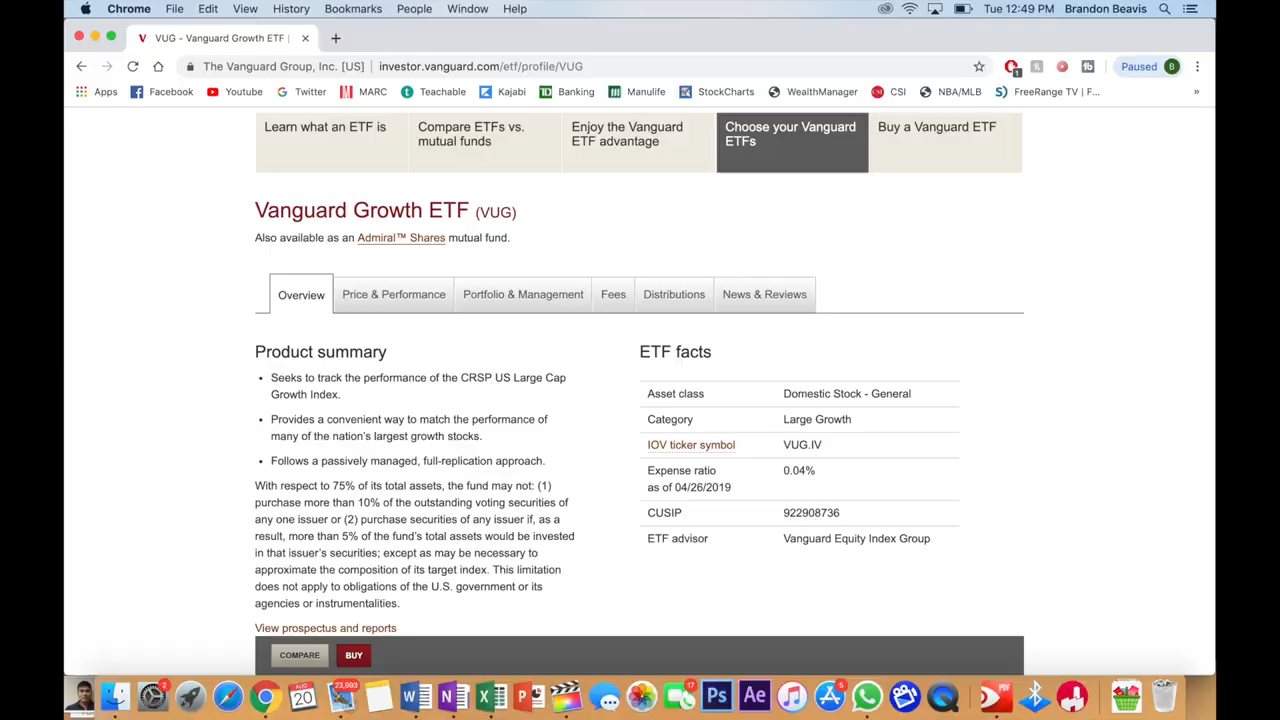 Chrome File Edit View History Bookmarks People Window Help Tue 12:49 PM Brandon Beavis
VUG - Vanguard Growth ETF |
The Vanguard Group, Inc. [US] | investor.vanguard.com/etf/profile/VUG Paused B
Apps Facebook Youtube Twitter MARC Teachable Kajabi Banking Manulife StockCharts WealthManager CSI NBA/MLB FreeRange TV | F... »
Learn what an ETF is
Compare ETFs vs.
mutual funds
Enjoy the Vanguard
ETF advantage
Choose your Vanguard
ETFs
Buy a Vanguard ETF
Vanguard Growth ETF (VUG)
Also available as an Admiral™ Shares mutual fund.
Overview Price & Performance Portfolio & Management Fees Distributions News & Reviews
Product summary
• Seeks to track the performance of the CRSP US Large Cap
Growth Index.
• Provides a convenient way to match the performance of
many of the nation's largest growth stocks.
• Follows a passively managed, full-replication approach.
With respect to 75% of its total assets, the fund may not: (1)
purchase more than 10% of the outstanding voting securities of
any one issuer or (2) purchase securities of any issuer if, as a
result, more than 5% of the fund's total assets would be invested
in that issuer's securities; except as may be necessary to
approximate the composition of its target index. This limitation
does not apply to obligations of the U.S. government or its
agencies or instrumentalities.
View prospectus and reports
ETF facts
Asset class Domestic Stock - General
Category Large Growth
IOV ticker symbol VUG.IV
Expense ratio 0.04%
as of 04/26/2019
CUSIP 922908736
ETF advisor Vanguard Equity Index Group
COMPARE BUY
2 AUG 20 23,993 W N X P 17 Ps Ae 5 PDF